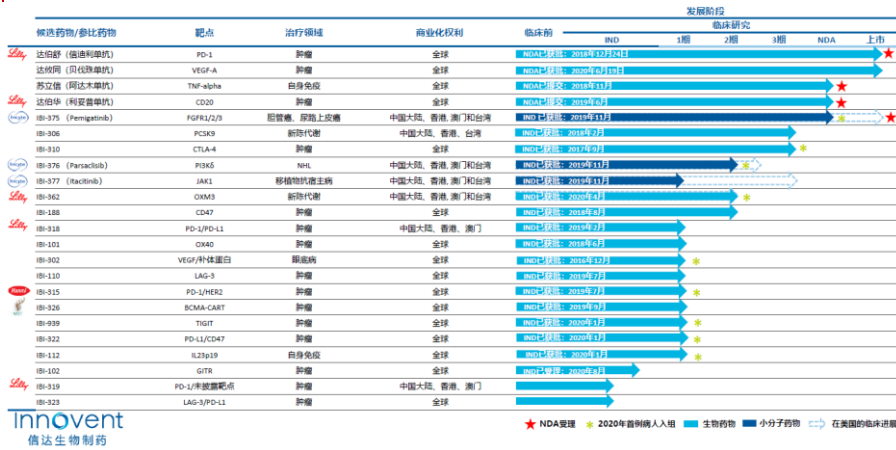 发展阶段
候选药物/参比药物 靶点 治疗领域 商业化权利 临床前 临床研究
IND 1期 2期 3期 NDA 上市
Lilly 达伯舒（信迪利单抗） PD-1 肿瘤 全球 NDA已获批：2018年12月24日
达攸同（贝伐珠单抗） VEGF-A 肿瘤 全球 NDA已获批：2020年6月19日
苏立信（阿达木单抗） TNF-alpha 自身免疫 全球 NDA已提交：2018年11月
Lilly 达伯华（利妥昔单抗） CD20 肿瘤 全球 NDA已提交：2019年6月
Incyte IBI-375 （Pemigatinib） FGFR1/2/3 胆管癌、尿路上皮癌 中国大陆、香港、澳门和台湾 IND已获批：2019年11月
IBI-306 PCSK9 新陈代谢 中国大陆、香港、台湾 IND已获批：2018年2月
IBI-310 CTLA-4 肿瘤 全球 IND已获批：2017年9月
Incyte IBI-376 （Parsaclisib） PI3Kδ NHL 中国大陆、香港、澳门和台湾 IND已获批：2019年11月
Incyte IBI-377 （Itacitinib） JAK1 移植物抗宿主病 中国大陆、香港、澳门和台湾 IND已获批：2019年11月
Lilly IBI-362 OXM3 新陈代谢 中国大陆、香港、澳门和台湾 IND已获批：2020年4月
IBI-188 CD47 肿瘤 全球 IND已获批：2018年8月
Lilly IBI-318 PD-1/PD-L1 肿瘤 中国大陆、香港、澳门 IND已获批：2019年2月
IBI-101 OX40 肿瘤 全球 IND已获批：2018年6月
IBI-302 VEGF/补体蛋白 眼底病 全球 IND已获批：2016年12月
IBI-110 LAG-3 肿瘤 全球 IND已获批：2019年7月
Hanmi IBI-315 PD-1/HER2 肿瘤 全球 IND已获批：2019年7月
IBI-326 BCMA-CART 肿瘤 全球 IND已获批：2019年9月
IBI-939 TIGIT 肿瘤 全球 IND已获批：2020年1月
IBI-322 PD-L1/CD47 肿瘤 全球 IND已获批：2020年1月
IBI-112 IL23p19 自身免疫 全球 IND已获批：2020年1月
IBI-102 GITR 肿瘤 全球 IND已受理：2020年8月
Lilly IBI-319 PD-1/未披露靶点 肿瘤 中国大陆、香港、澳门
IBI-323 LAG-3/PD-L1 肿瘤 全球
Innovent
信达生物制药
NDA受理 2020年首例病人入组 生物药物 小分子药物 在美国的临床进展